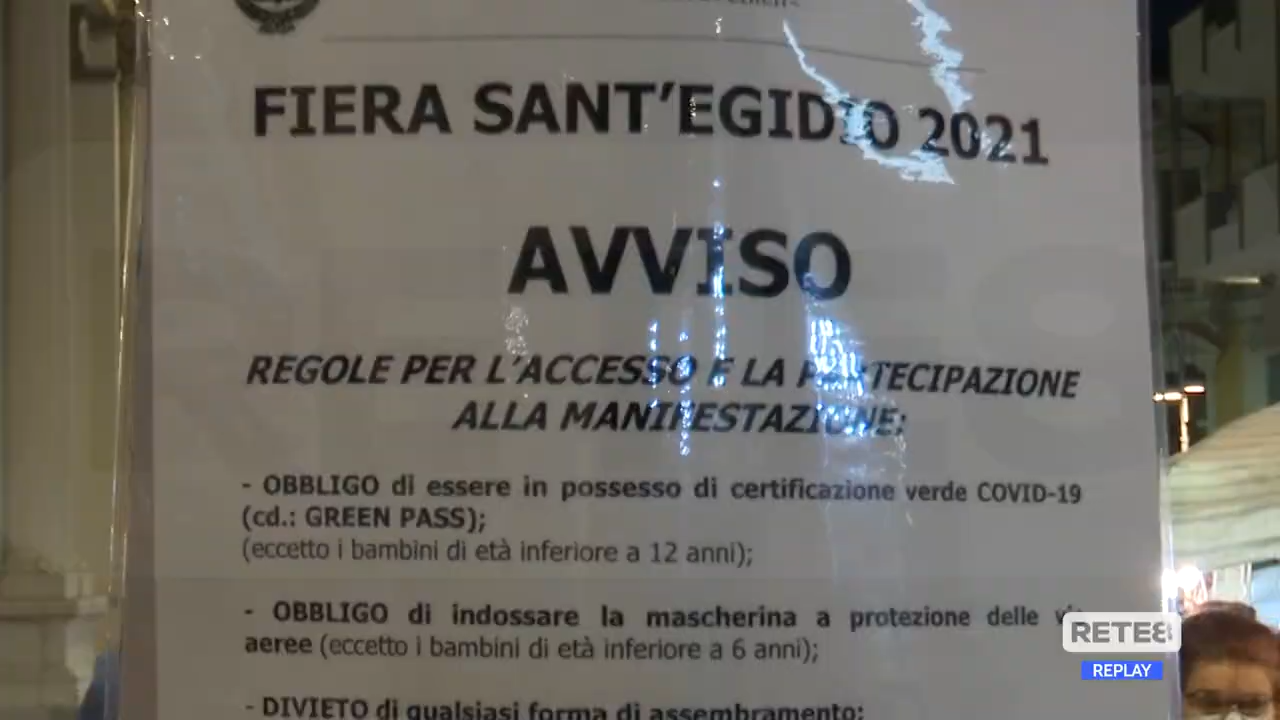 FIERA SANT'EGIDIO 2021
AVVISO
REGOLE PER L'ACCESSO E LA PARTECIPAZIONE
ALLA MANIFESTAZIONE:
- OBBLIGO di essere in possesso di certificazione verde COVID-19
(cd.: GREEN PASS);
(eccetto i bambini di età inferiore a 12 anni);
- OBBLIGO di indossare la mascherina a protezione delle vie
aeree (eccetto i bambini di età inferiore a 6 anni);
- DIVIETO di qualsiasi forma di assembramento;
RETE8
REPLAY